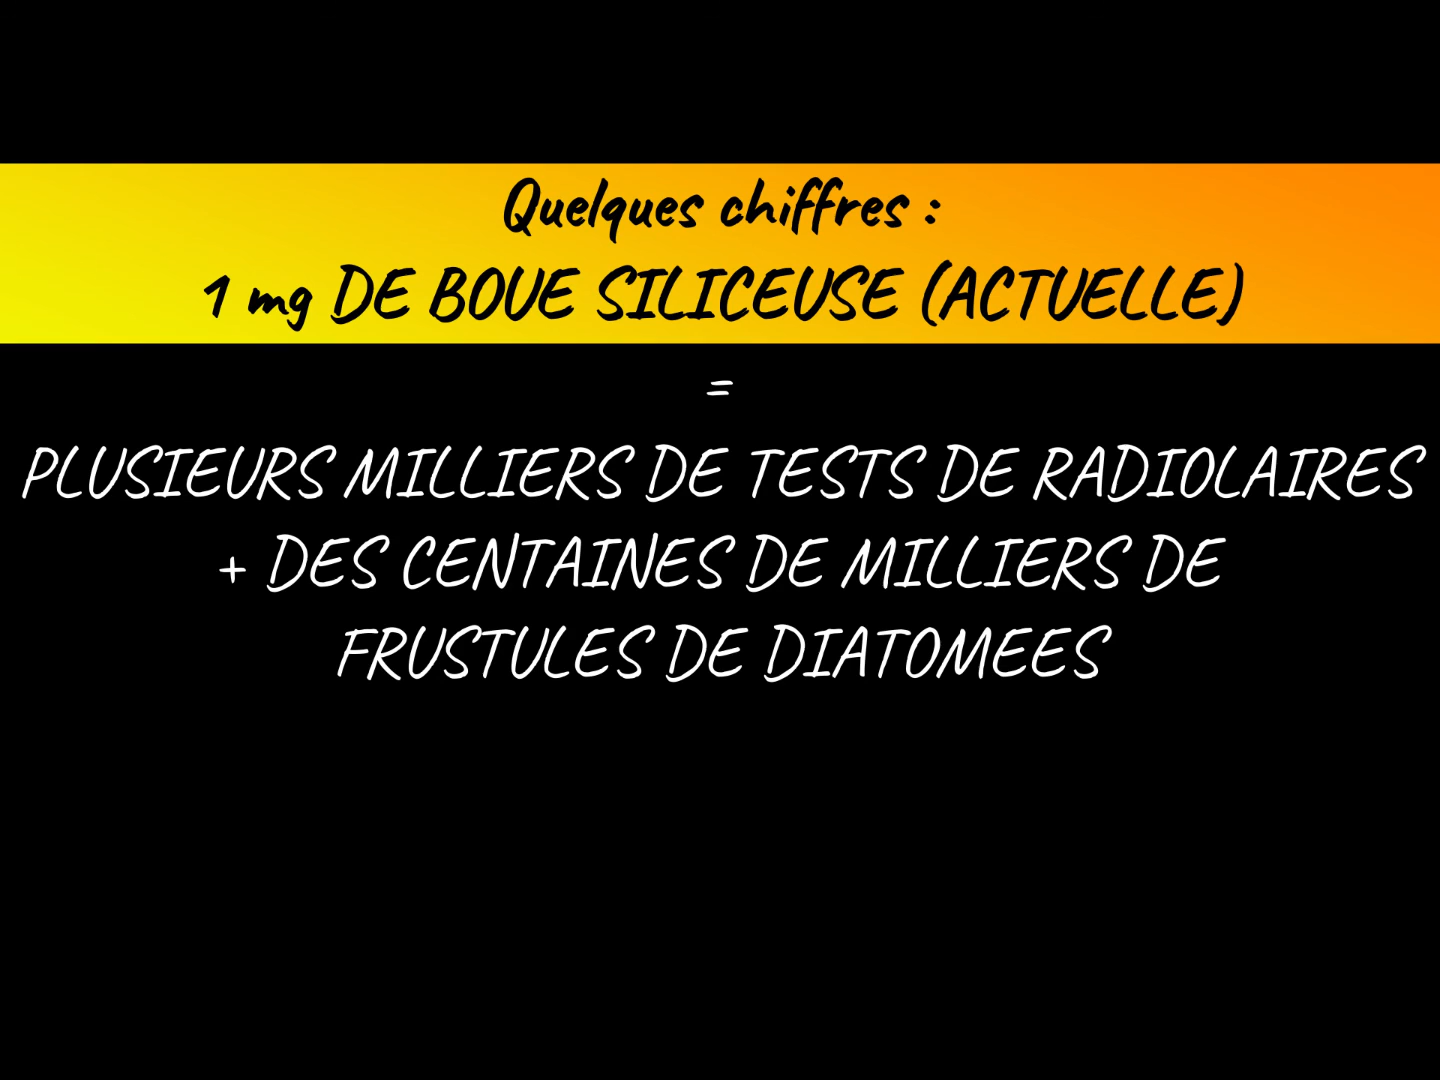 Quelques chiffres :
1 mg DE BOUE SILICEUSE (ACTUELLE)
=
PLUSIEURS MILLIERS DE TESTS DE RADIOLAIRES
+ DES CENTAINES DE MILLIERS DE
FRUSTULES DE DIATOMEES